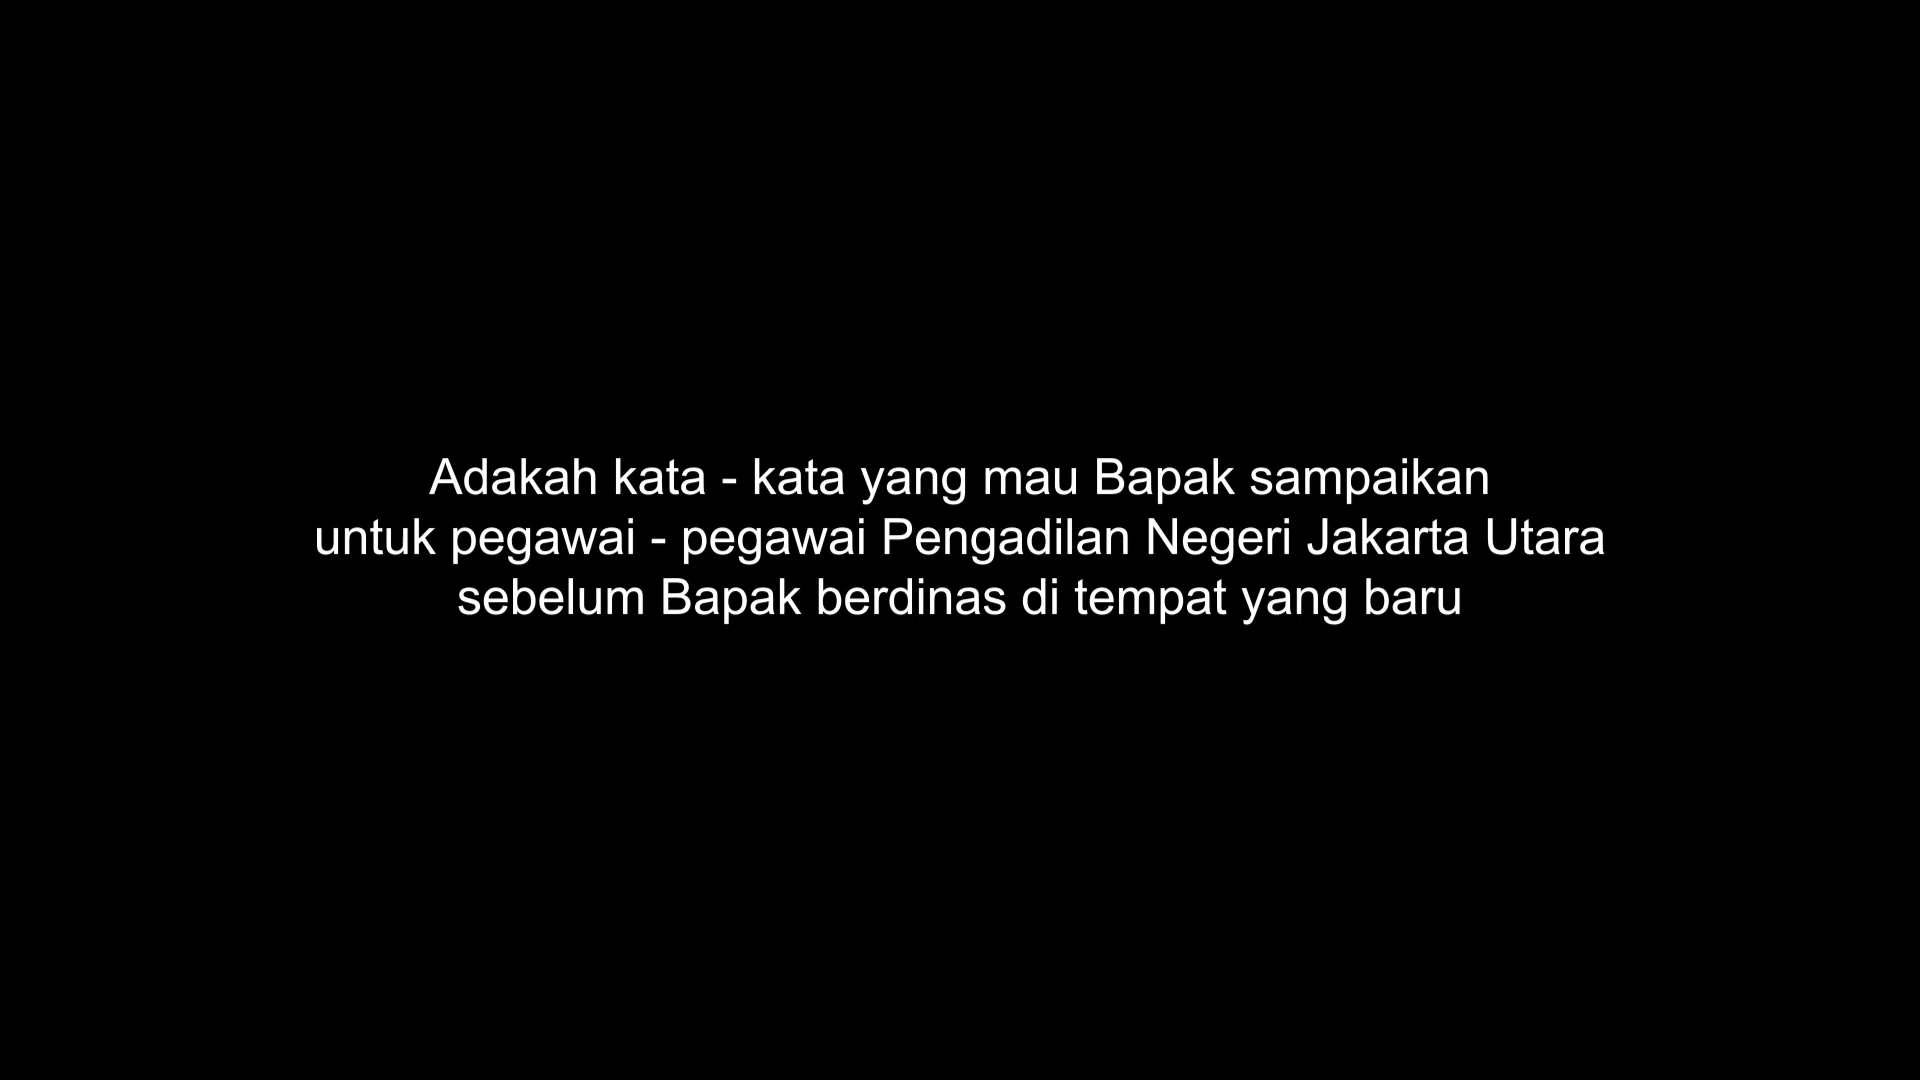 Adakah kata - kata yang mau Bapak sampaikan
untuk pegawai - pegawai Pengadilan Negeri Jakarta Utara
sebelum Bapak berdinas di tempat yang baru